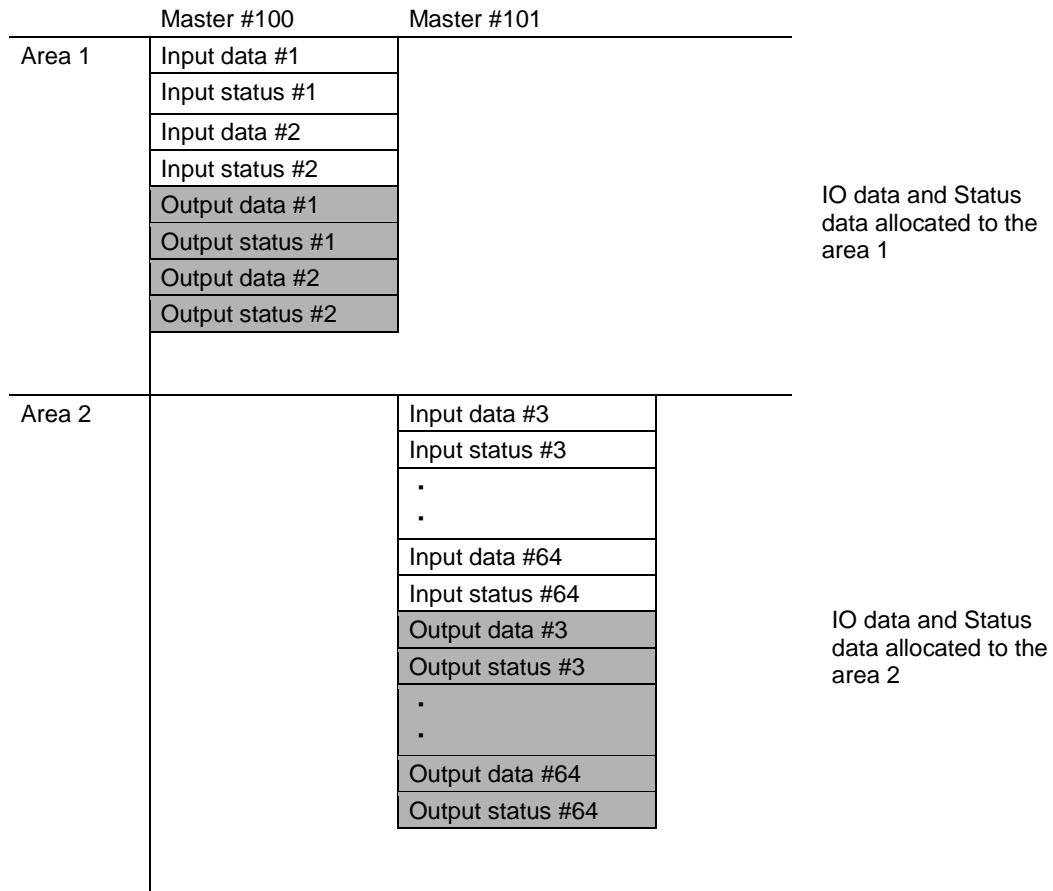 Master #100 Master #101
Area 1
Input data #1
Input status #1
Input data #2
Input status #2
Output data #1
Output status #1
Output data #2
Output status #2
IO data and Status
data allocated to the
area 1
Area 2
Input data #3
Input status #3
.
.
Input data #64
Input status #64
Output data #3
Output status #3
.
.
Output data #64
Output status #64
IO data and Status
data allocated to the
area 2